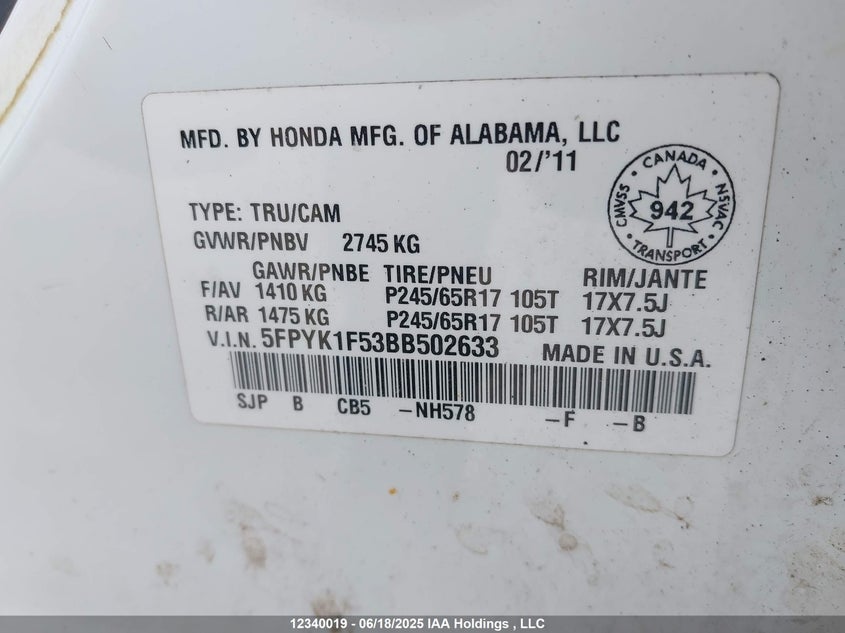 MFD. BY HONDA MFG. OF ALABAMA, LLC
02/'11
TYPE: TRU/CAM
GVWR/PNBV 2745 KG
GAWR/PNBE TIRE/PNEU RIM/JANTE
F/AV 1410 KG P245/65R17 105T 17X7.5J
R/AR 1475 KG P245/65R17 105T 17X7.5J
V.I.N. 5FPYK1F53BB502633 MADE IN U.S.A.
SJP B CB5 -NH578 -F -B
CANADA
CMVSS 942 NSVAC
TRANSPORT
12340019 - 06/18/2025 IAA Holdings , LLC